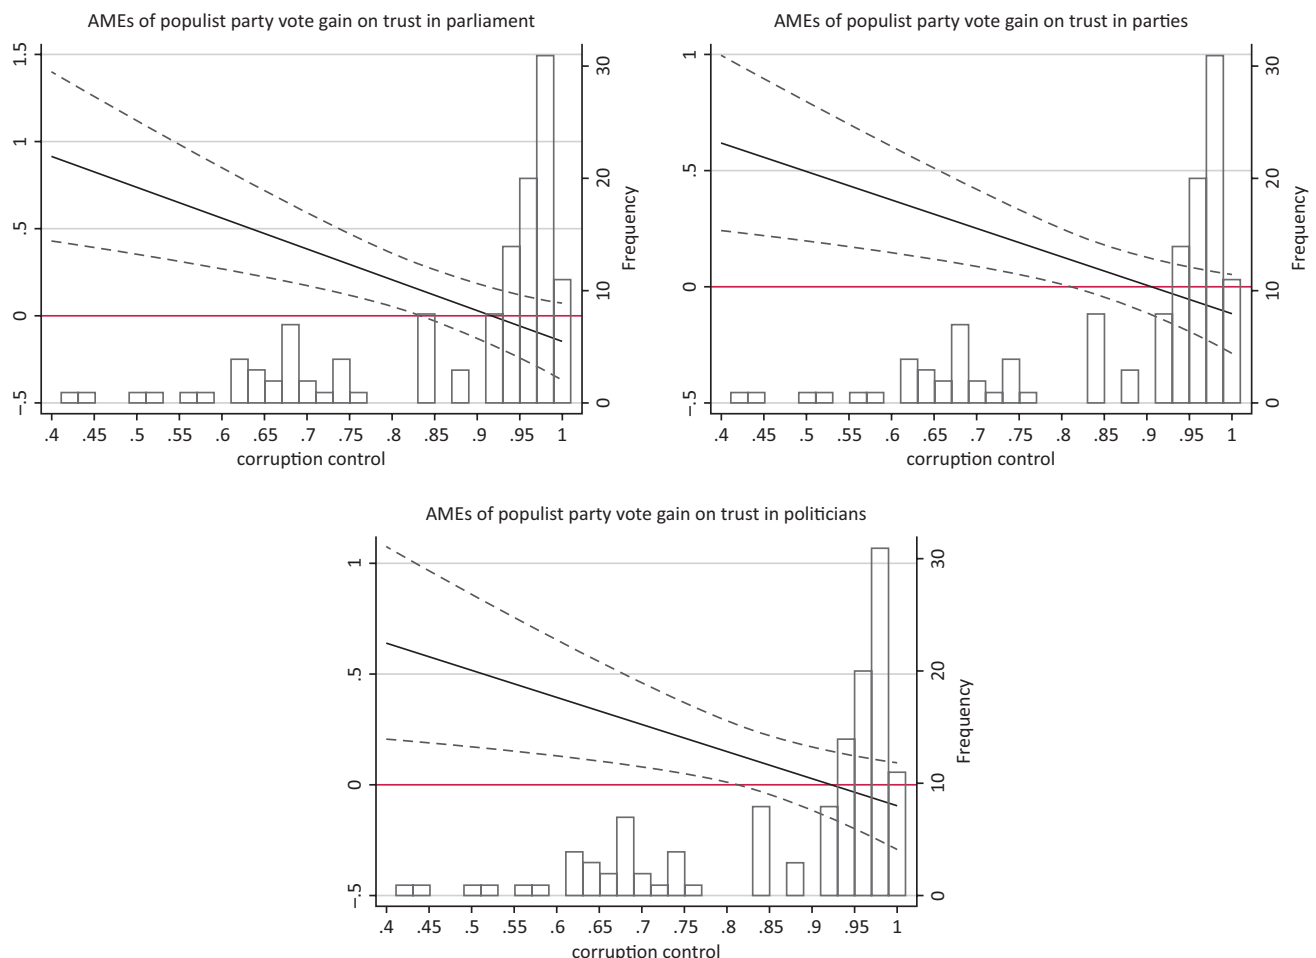 AMEs of populist party vote gain on trust in parliament
1.5
1
.5
0
–.5
30
20
10
0
Frequency
.4 .45 .5 .55 .6 .65 .7 .75 .8 .85 .9 .95 1
corruption control
AMEs of populist party vote gain on trust in parties
1
.5
0
–.5
30
20
10
0
Frequency
.4 .45 .5 .55 .6 .65 .7 .75 .8 .85 .9 .95 1
corruption control
AMEs of populist party vote gain on trust in politicians
1
.5
0
–.5
30
20
10
0
Frequency
.4 .45 .5 .55 .6 .65 .7 .75 .8 .85 .9 .95 1
corruption control